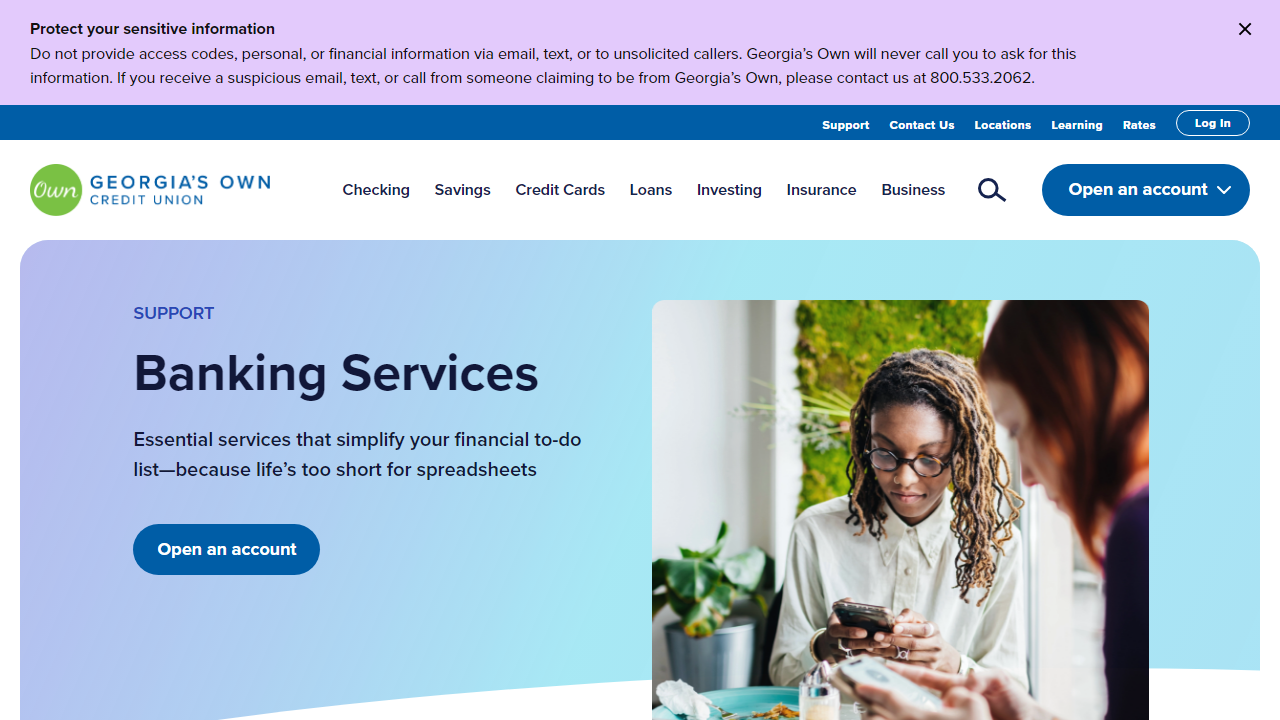 Protect your sensitive information
Do not provide access codes, personal, or financial information via email, text, or to unsolicited callers. Georgia’s Own will never call you to ask for this
information. If you receive a suspicious email, text, or call from someone claiming to be from Georgia’s Own, please contact us at 800.533.2062.
Support Contact Us Locations Learning Rates Log In
Own GEORGIA’S OWN
CREDIT UNION
Checking Savings Credit Cards Loans Investing Insurance Business Open an account
SUPPORT
Banking Services
Essential services that simplify your financial to-do
list—because life’s too short for spreadsheets
Open an account